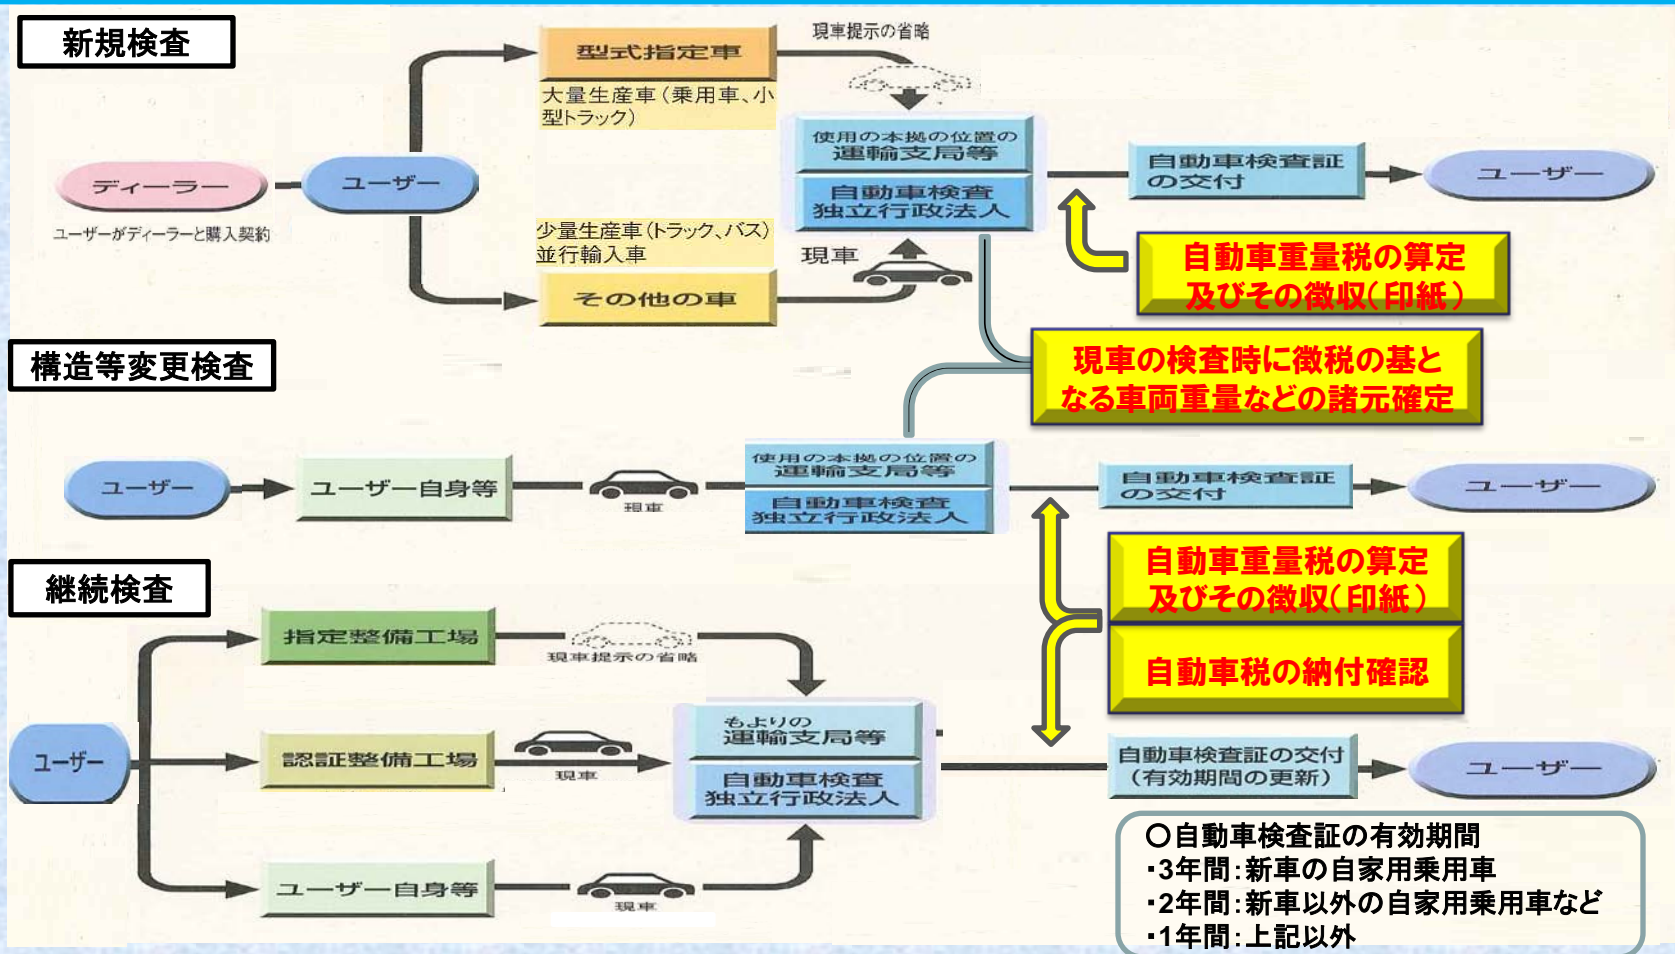 新規検査
ディーラー
ユーザーがディーラーと購入契約
ユーザー
型式指定車
大量生産車（乗用車、小
型トラック）
現車提示の省略
少量生産車（トラック、バス）
並行輸入車
その他の車
現車
使用の本拠の位置の
運輸支局等
自動車検査
独立行政法人
自動車検査証
の交付
ユーザー
自動車重量税の算定
及びその徴収（印紙）
現車の検査時に徴税の基と
なる車両重量などの諸元確定
構造等変更検査
ユーザー
ユーザー自身等
現車
使用の本拠の位置の
運輸支局等
自動車検査
独立行政法人
自動車検査証
の交付
ユーザー
自動車重量税の算定
及びその徴収（印紙）
自動車税の納付確認
継続検査
ユーザー
指定整備工場
現車提示の省略
認証整備工場
現車
ユーザー自身等
現車
もよりの
運輸支局等
自動車検査
独立行政法人
自動車検査証の交付
（有効期間の更新）
ユーザー
○自動車検査証の有効期間
・3年間：新車の自家用乗用車
・2年間：新車以外の自家用乗用車など
・1年間：上記以外